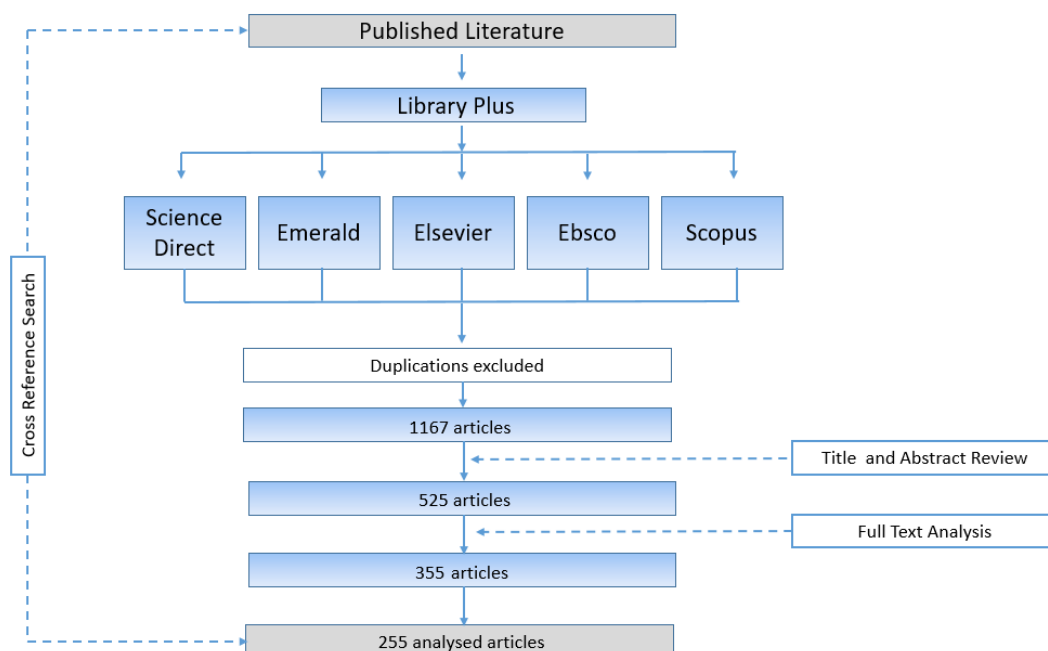 Published Literature
Library Plus
Science
Direct
Emerald
Elsevier
Ebsco
Scopus
Cross Reference Search
Duplications excluded
1167 articles
Title and Abstract Review
525 articles
Full Text Analysis
355 articles
255 analysed articles